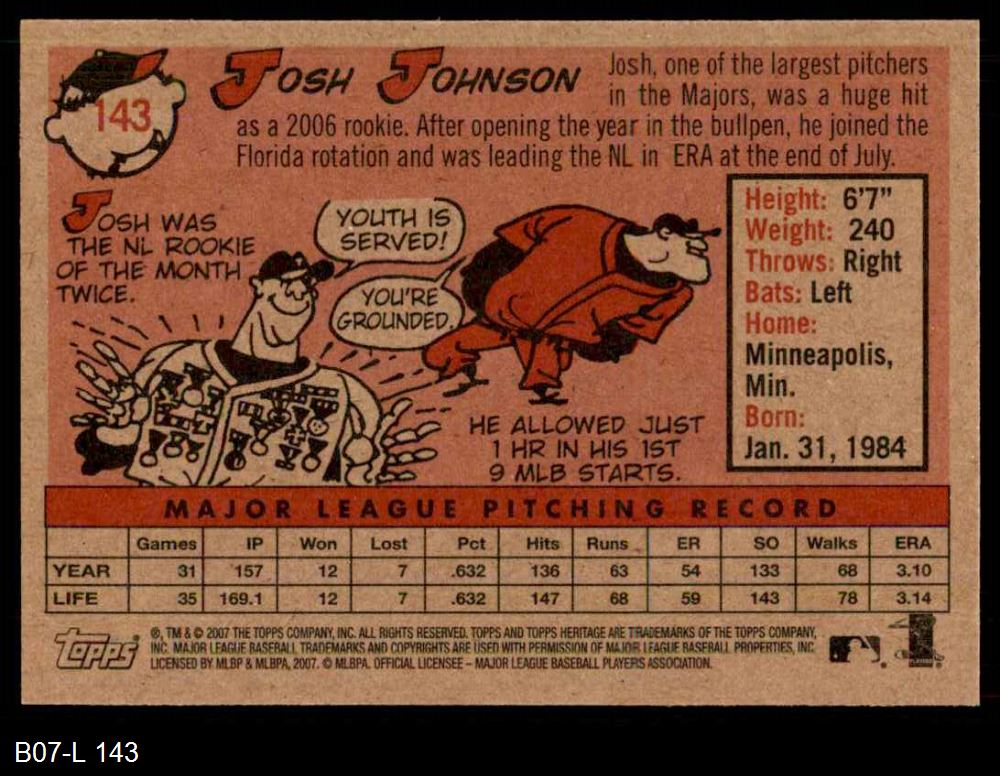 143
JOSH JOHNSON
Josh, one of the largest pitchers
in the Majors, was a huge hit
as a 2006 rookie. After opening the year in the bullpen, he joined the
Florida rotation and was leading the NL in ERA at the end of July.
JOSH WAS
THE NL ROOKIE
OF THE MONTH
TWICE.
YOUTH IS
SERVED!
YOU'RE
GROUNDED.
HE ALLOWED JUST
1 HR IN HIS 1ST
9 MLB STARTS.
Height: 6'7"
Weight: 240
Throws: Right
Bats: Left
Home:
Minneapolis,
Min.
Born:
Jan. 31, 1984
MAJOR LEAGUE PITCHING RECORD
Games IP Won Lost Pct Hits Runs ER SO Walks ERA
YEAR 31 157 12 7 .632 136 63 54 133 68 3.10
LIFE 35 169.1 12 7 .632 147 68 59 143 78 3.14
Topps
®, TM & © 2007 THE TOPPS COMPANY, INC. ALL RIGHTS RESERVED. TOPPS AND TOPPS HERITAGE ARE TRADEMARKS OF THE TOPPS COMPANY,
INC. MAJOR LEAGUE BASEBALL TRADEMARKS AND COPYRIGHTS ARE USED WITH PERMISSION OF MAJOR LEAGUE BASEBALL PROPERTIES, INC.
LICENSED BY MLBP & MLBPA, 2007. © MLBPA. OFFICIAL LICENSEE – MAJOR LEAGUE BASEBALL PLAYERS ASSOCIATION.
B07-L 143